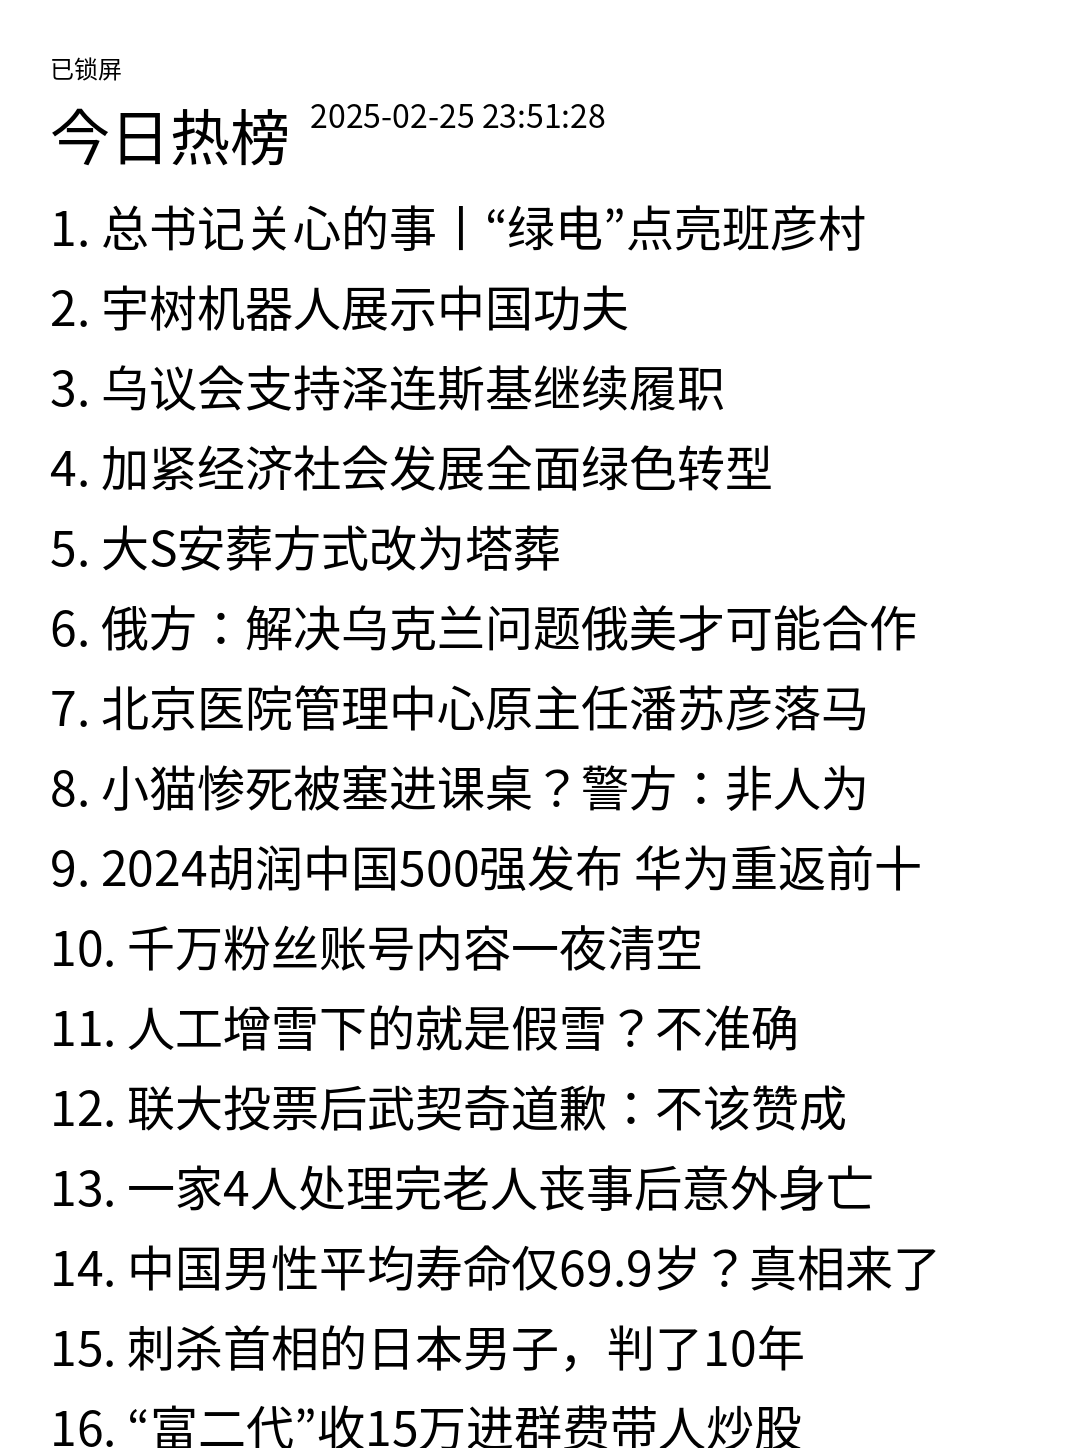 已锁屏
今日热榜 2025-02-25 23:51:28
1. 总书记关心的事丨“绿电”点亮班彦村
2. 宇树机器人展示中国功夫
3. 乌议会支持泽连斯基继续履职
4. 加紧经济社会发展全面绿色转型
5. 大S安葬方式改为塔葬
6. 俄方：解决乌克兰问题俄美才可能合作
7. 北京医院管理中心原主任潘苏彦落马
8. 小猫惨死被塞进课桌？警方：非人为
9. 2024胡润中国500强发布 华为重返前十
10. 千万粉丝账号内容一夜清空
11. 人工增雪下的就是假雪？不准确
12. 联大投票后武契奇道歉：不该赞成
13. 一家4人处理完老人丧事后意外身亡
14. 中国男性平均寿命仅69.9岁？真相来了
15. 刺杀首相的日本男子，判了10年
16. “富二代”收15万进群费带人炒股